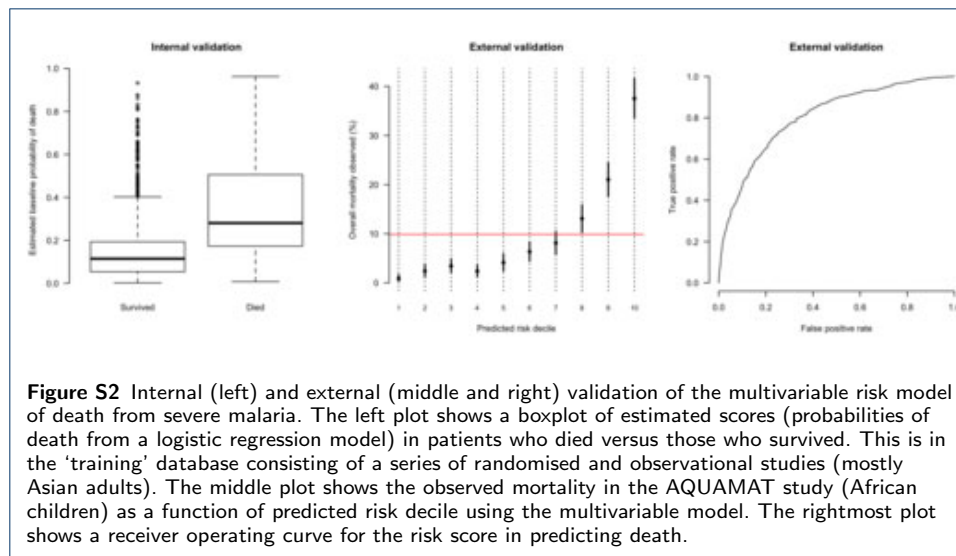 Internal validation
Estimated baseline probability of death
1.0
0.8
0.6
0.4
0.2
0.0
Survived
Died
External validation
Overall mortality observed (%)
40
30
20
10
0
1 2 3 4 5 6 7 8 9 10
Predicted risk decile
External validation
True positive rate
1.0
0.8
0.6
0.4
0.2
0.0
0.0 0.2 0.4 0.6 0.8 1.0
False positive rate
Figure S2 Internal (left) and external (middle and right) validation of the multivariable risk model
of death from severe malaria. The left plot shows a boxplot of estimated scores (probabilities of
death from a logistic regression model) in patients who died versus those who survived. This is in
the ‘training’ database consisting of a series of randomised and observational studies (mostly
Asian adults). The middle plot shows the observed mortality in the AQUAMAT study (African
children) as a function of predicted risk decile using the multivariable model. The rightmost plot
shows a receiver operating curve for the risk score in predicting death.